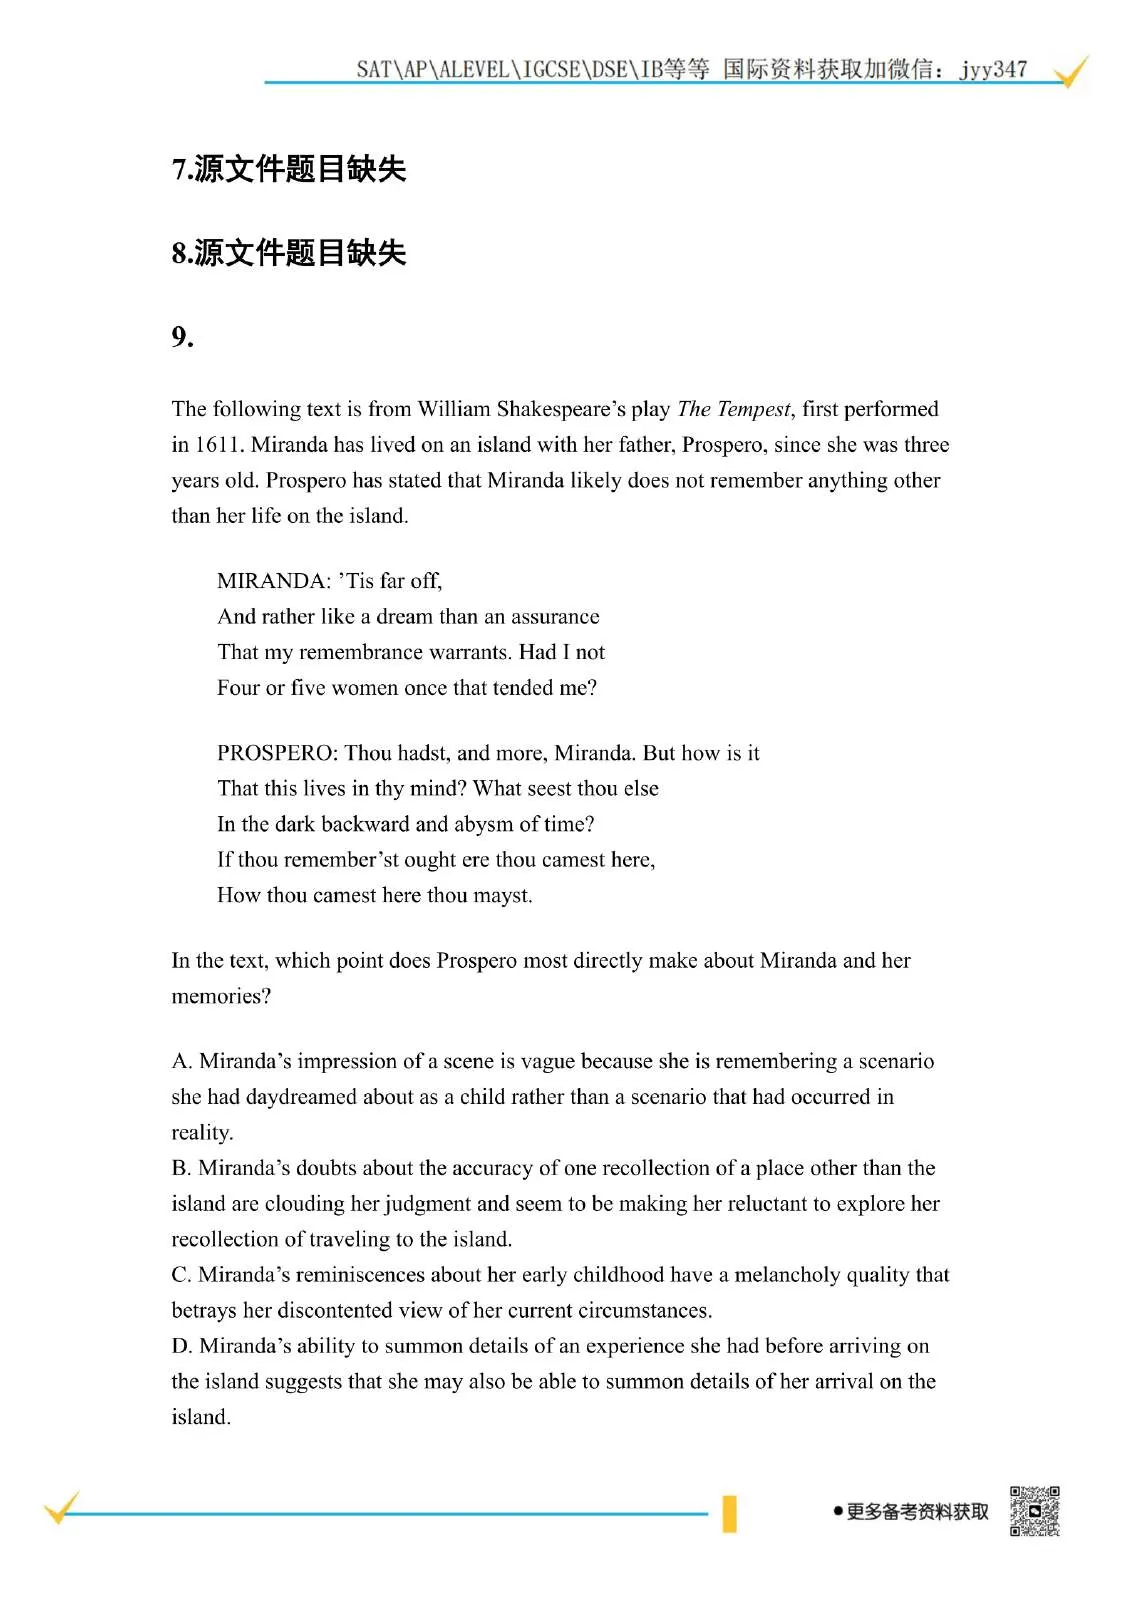 SAT\AP\ALEVEL\IGCSE\DSE\IB等等 国际资料获取加微信：jyy347
7.源文件题目缺失
8.源文件题目缺失
9.
The following text is from William Shakespeare’s play The Tempest, first performed
in 1611. Miranda has lived on an island with her father, Prospero, since she was three
years old. Prospero has stated that Miranda likely does not remember anything other
than her life on the island.
MIRANDA: ’Tis far off,
And rather like a dream than an assurance
That my remembrance warrants. Had I not
Four or five women once that tended me?
PROSPERO: Thou hadst, and more, Miranda. But how is it
That this lives in thy mind? What seest thou else
In the dark backward and abysm of time?
If thou remember’st ought ere thou camest here,
How thou camest here thou mayst.
In the text, which point does Prospero most directly make about Miranda and her
memories?
A. Miranda’s impression of a scene is vague because she is remembering a scenario
she had daydreamed about as a child rather than a scenario that had occurred in
reality.
B. Miranda’s doubts about the accuracy of one recollection of a place other than the
island are clouding her judgment and seem to be making her reluctant to explore her
recollection of traveling to the island.
C. Miranda’s reminiscences about her early childhood have a melancholy quality that
betrays her discontented view of her current circumstances.
D. Miranda’s ability to summon details of an experience she had before arriving on
the island suggests that she may also be able to summon details of her arrival on the
island.
●更多备考资料获取